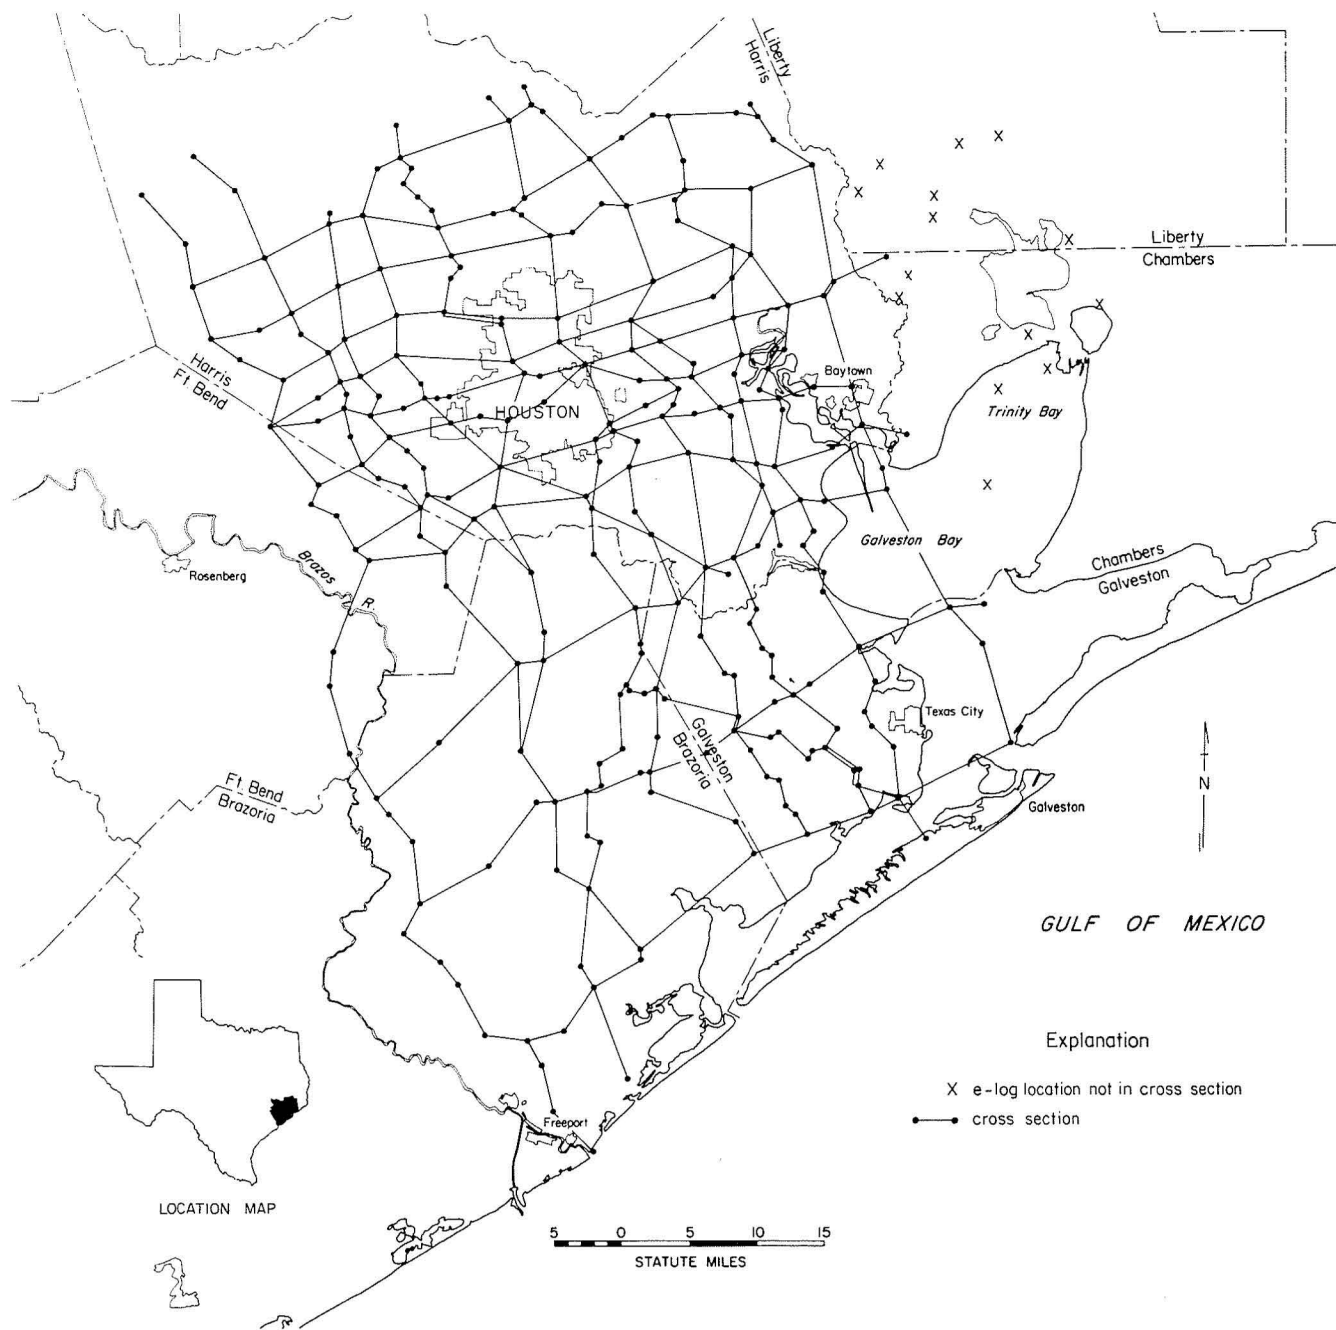 Liberty
Harris
Liberty
Chambers
Harris
Ft. Bend
Baytown
HOUSTON
Trinity Bay
Galveston Bay
Chambers
Galveston
Rosenberg
Brazos
R.
Texas City
Galveston
Brazoria
N
Ft. Bend
Brazoria
Galveston
GULF OF MEXICO
Explanation
X e-log location not in cross section
cross section
Freeport
LOCATION MAP
5 0 5 10 15
STATUTE MILES